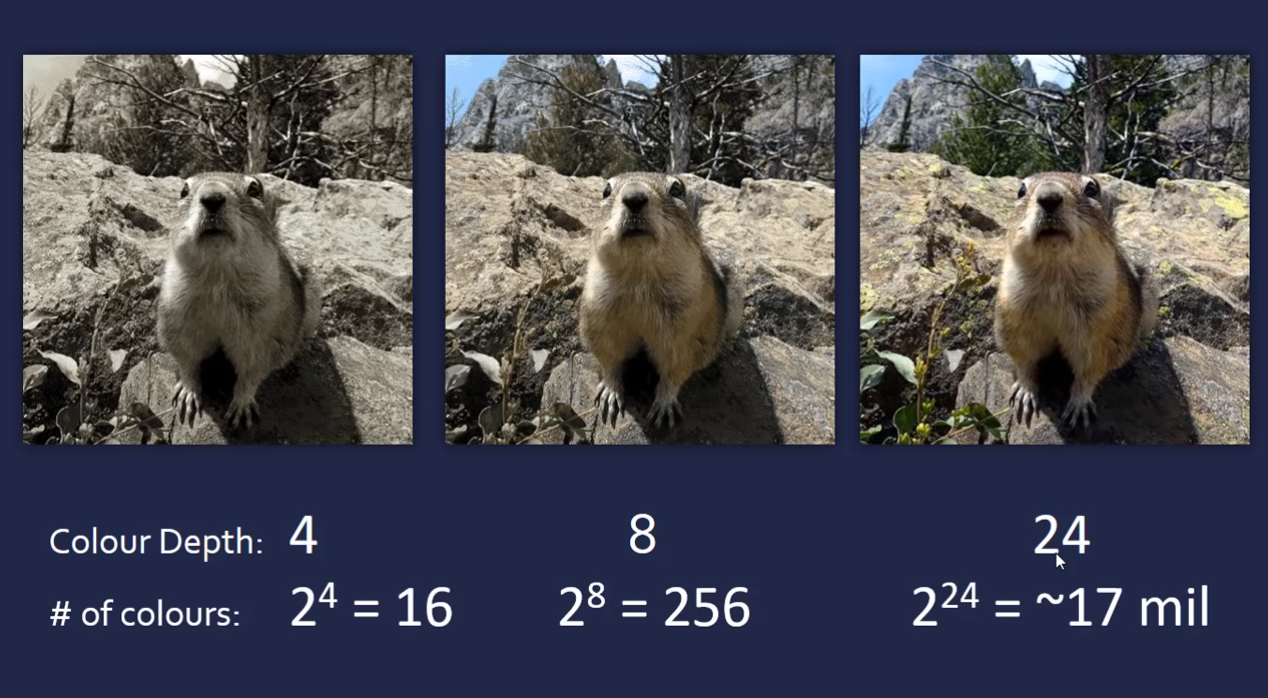 Colour Depth: 4 8 24
# of colours: 2⁴ = 16 2⁸ = 256 2²⁴ = ~17 mil